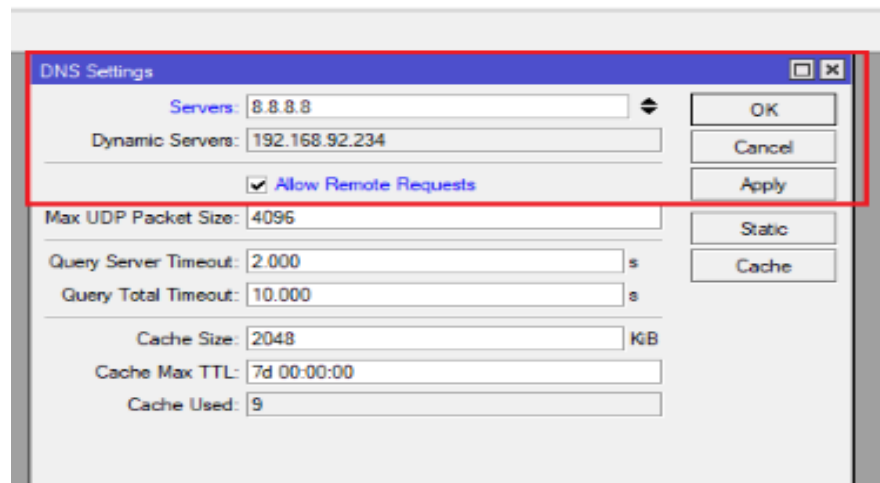 DNS Settings
Servers: 8.8.8.8
OK
Dynamic Servers: 192.168.92.234
Cancel
Allow Remote Requests
Apply
Max UDP Packet Size: 4096
Static
Query Server Timeout: 2.000 s
Cache
Query Total Timeout: 10.000 s
Cache Size: 2048 KiB
Cache Max TTL: 7d 00:00:00
Cache Used: 9